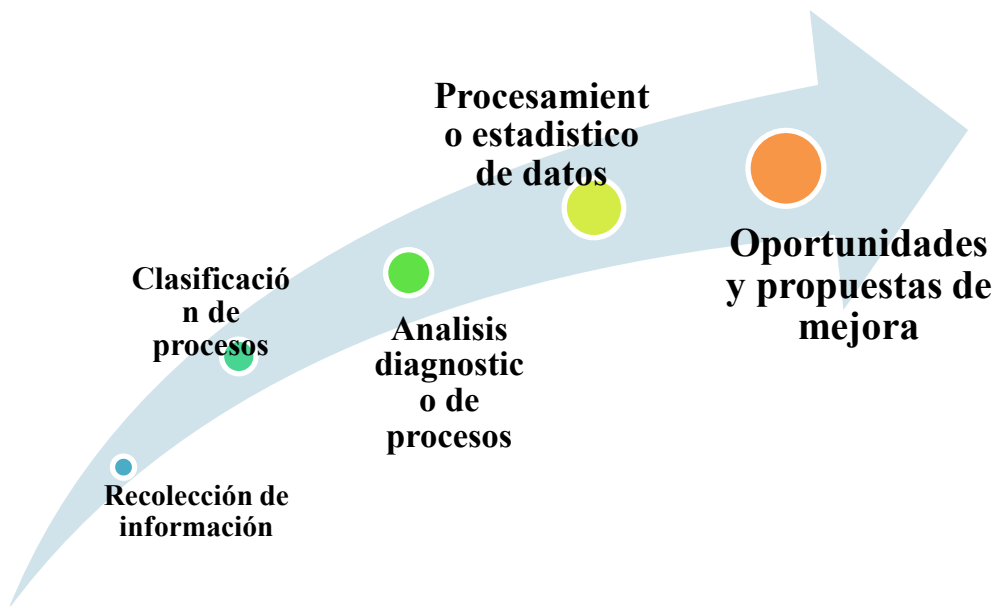 Recolección de
información
Clasificació
n de
procesos
Analisis
diagnostic
o de
procesos
Procesamient
o estadistico
de datos
Oportunidades
y propuestas de
mejora